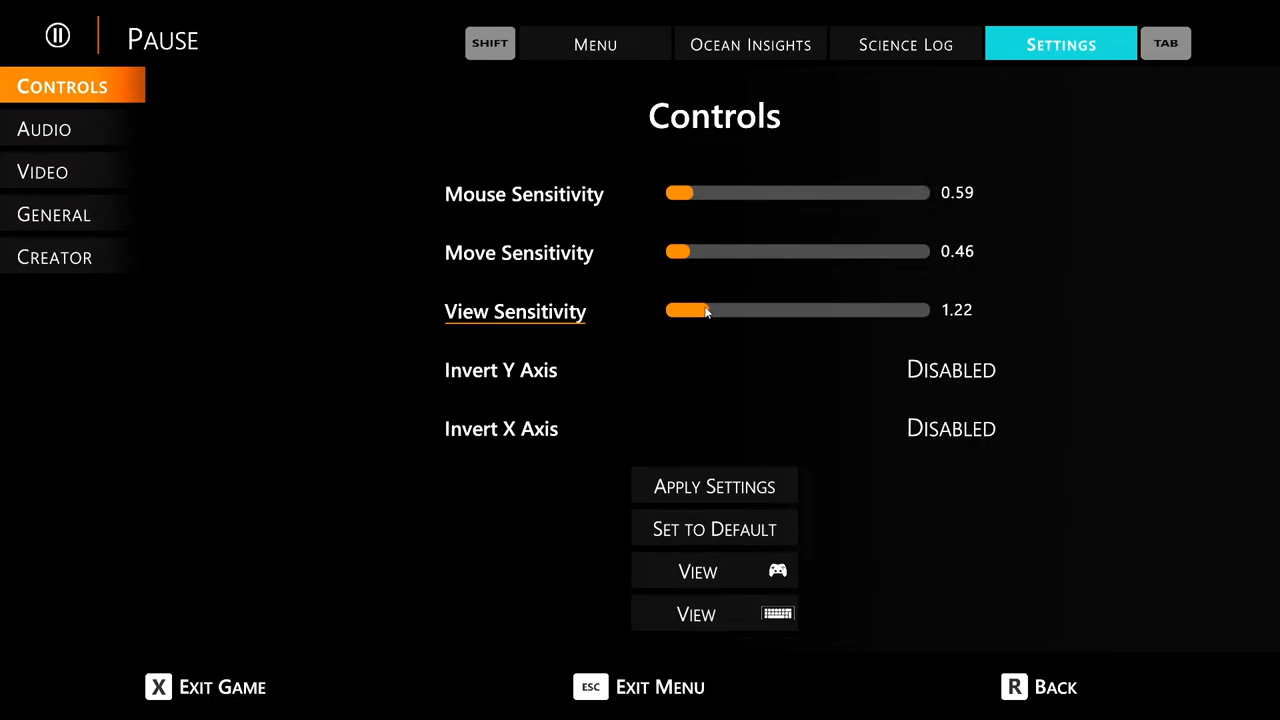 PAUSE
SHIFT MENU OCEAN INSIGHTS SCIENCE LOG SETTINGS TAB
CONTROLS
AUDIO
VIDEO
GENERAL
CREATOR
Controls
Mouse Sensitivity 0.59
Move Sensitivity 0.46
View Sensitivity 1.22
Invert Y Axis DISABLED
Invert X Axis DISABLED
APPLY SETTINGS
SET TO DEFAULT
VIEW
VIEW
X EXIT GAME ESC EXIT MENU R BACK